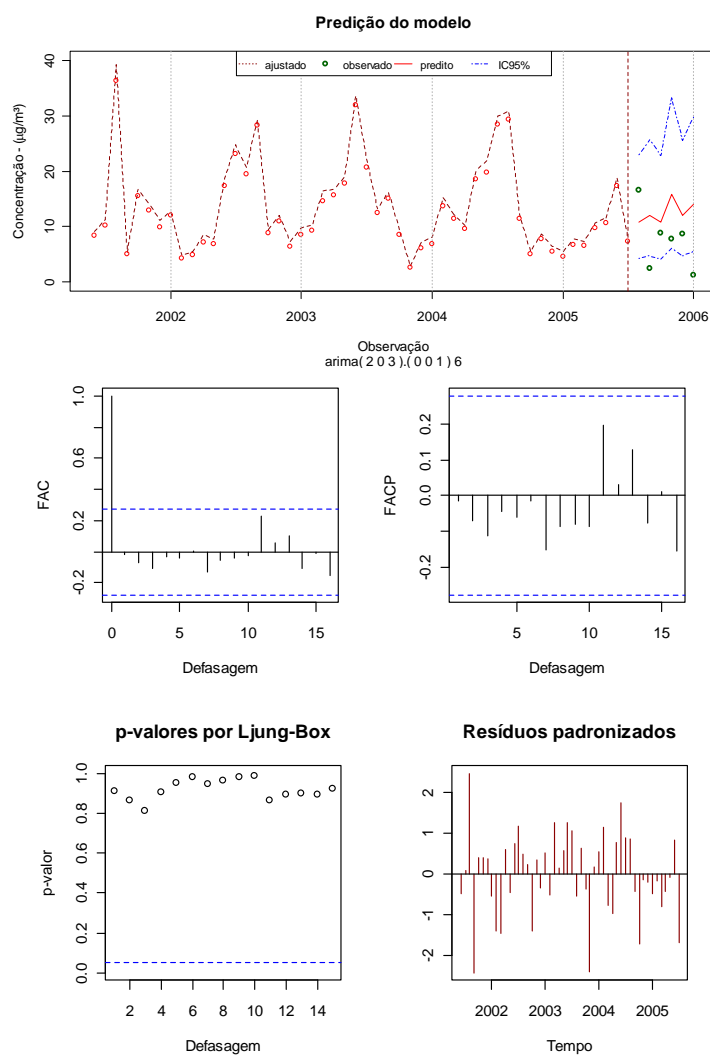 Predição do modelo
ajustado observado predito IC95%
Concentração - (µg/m³)
40
30
20
10
0
2002 2003 2004 2005 2006
Observação
arima( 2 0 3 ).( 0 0 1 ) 6
FAC
1.0
0.6
0.2
-0.2
0 5 10 15
Defasagem
FACP
0.2
0.1
0.0
-0.2
5 10 15
Defasagem
p-valores por Ljung-Box
p-valor
1.0
0.8
0.6
0.4
0.2
0.0
2 4 6 8 10 12 14
Defasagem
Resíduos padronizados
2
1
0
-1
-2
2002 2003 2004 2005
Tempo